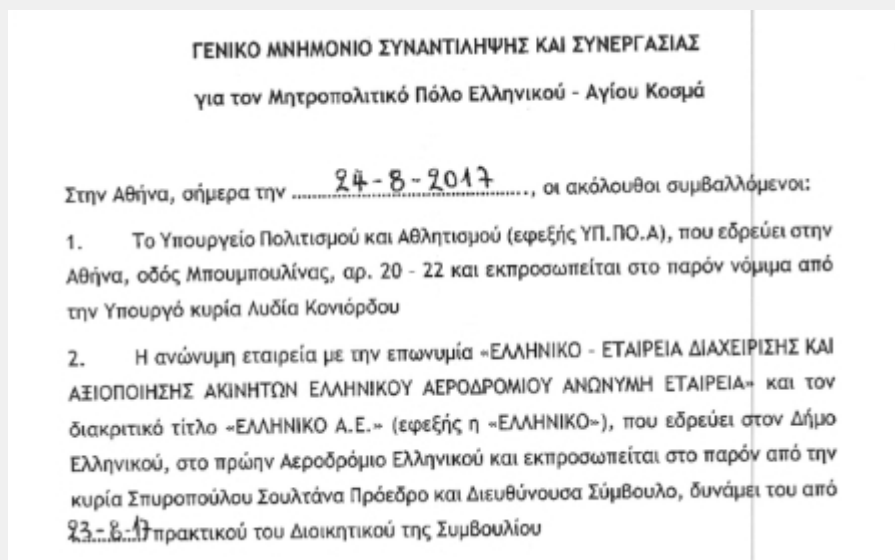 ΓΕΝΙΚΟ ΜΝΗΜΟΝΙΟ ΣΥΝΑΝΤΙΛΗΨΗΣ ΚΑΙ ΣΥΝΕΡΓΑΣΙΑΣ
για τον Μητροπολιτικό Πόλο Ελληνικού - Αγίου Κοσμά
Στην Αθήνα, σήμερα την 24-8-2017, οι ακόλουθοι συμβαλλόμενοι:
1. Το Υπουργείο Πολιτισμού και Αθλητισμού (εφεξής ΥΠ.ΠΟ.Α), που εδρεύει στην
Αθήνα, οδός Μπουμπουλίνας, αρ. 20 - 22 και εκπροσωπείται στο παρόν νόμιμα από
την Υπουργό κυρία Λυδία Κονιόρδου
2. Η ανώνυμη εταιρεία με την επωνυμία «ΕΛΛΗΝΙΚΟ - ΕΤΑΙΡΕΙΑ ΔΙΑΧΕΙΡΙΣΗΣ ΚΑΙ
ΑΞΙΟΠΟΙΗΣΗΣ ΑΚΙΝΗΤΩΝ ΕΛΛΗΝΙΚΟΥ ΑΕΡΟΔΡΟΜΙΟΥ ΑΝΩΝΥΜΗ ΕΤΑΙΡΕΙΑ» και τον
διακριτικό τίτλο «ΕΛΛΗΝΙΚΟ Α.Ε.» (εφεξής η «ΕΛΛΗΝΙΚΟ»), που εδρεύει στον Δήμο
Ελληνικού, στο πρώην Αεροδρόμιο Ελληνικού και εκπροσωπείται στο παρόν από την
κυρία Σπυροπούλου Σουλτάνα Πρόεδρο και Διευθύνουσα Σύμβουλο, δυνάμει του από
23-8-17 πρακτικού του Διοικητικού της Συμβουλίου